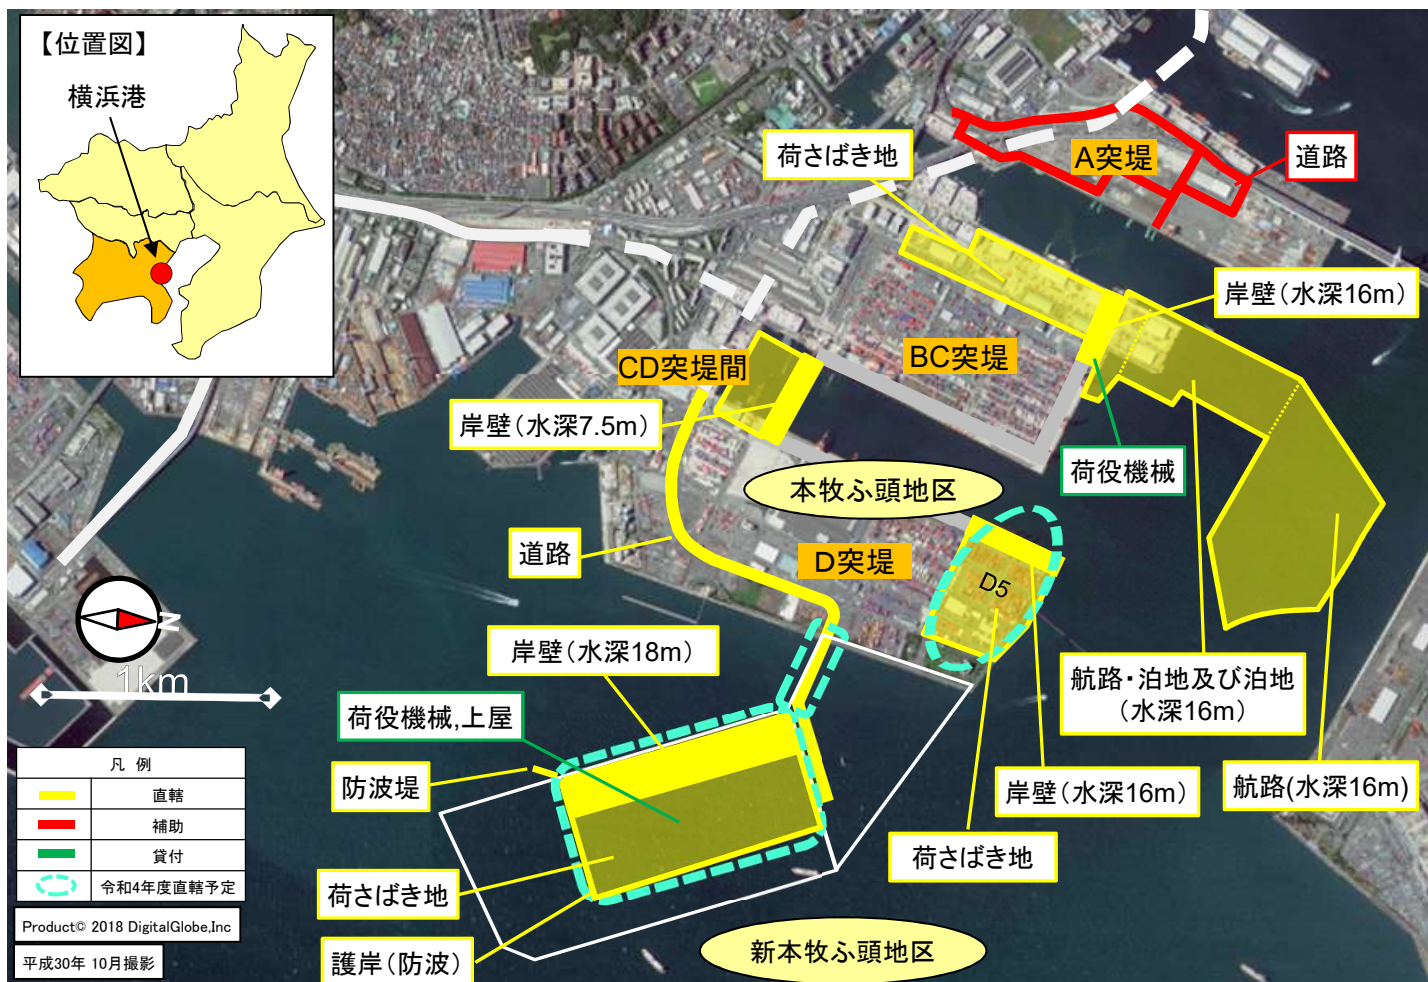 【位置図】
横浜港
荷さばき地
A突堤
道路
岸壁(水深16m)
BC突堤
CD突堤間
岸壁(水深7.5m)
荷役機械
本牧ふ頭地区
道路
D突堤
D5
N
1km
岸壁(水深18m)
航路・泊地及び泊地
(水深16m)
荷役機械,上屋
防波堤
岸壁(水深16m)
航路(水深16m)
荷さばき地
荷さばき地
護岸(防波)
新本牧ふ頭地区
凡 例
直轄
補助
貸付
令和4年度直轄予定
Product© 2018 DigitalGlobe,Inc
平成30年 10月撮影